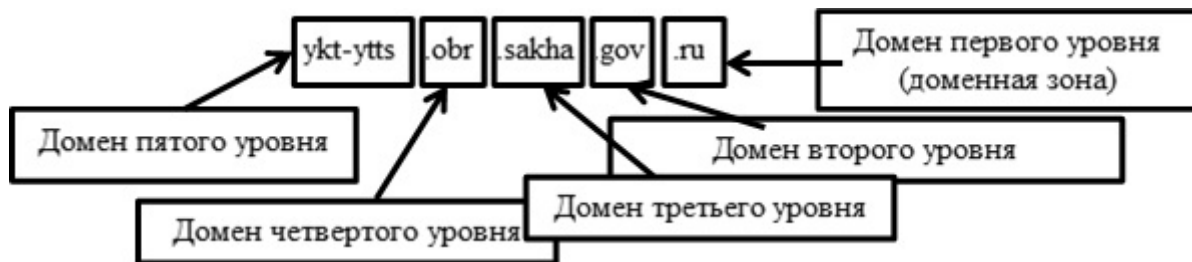 ykt-ytts .obr .sakha .gov .ru
Домен первого уровня
(доменная зона)
Домен пятого уровня
Домен второго уровня
Домен третьего уровня
Домен четвертого уровня